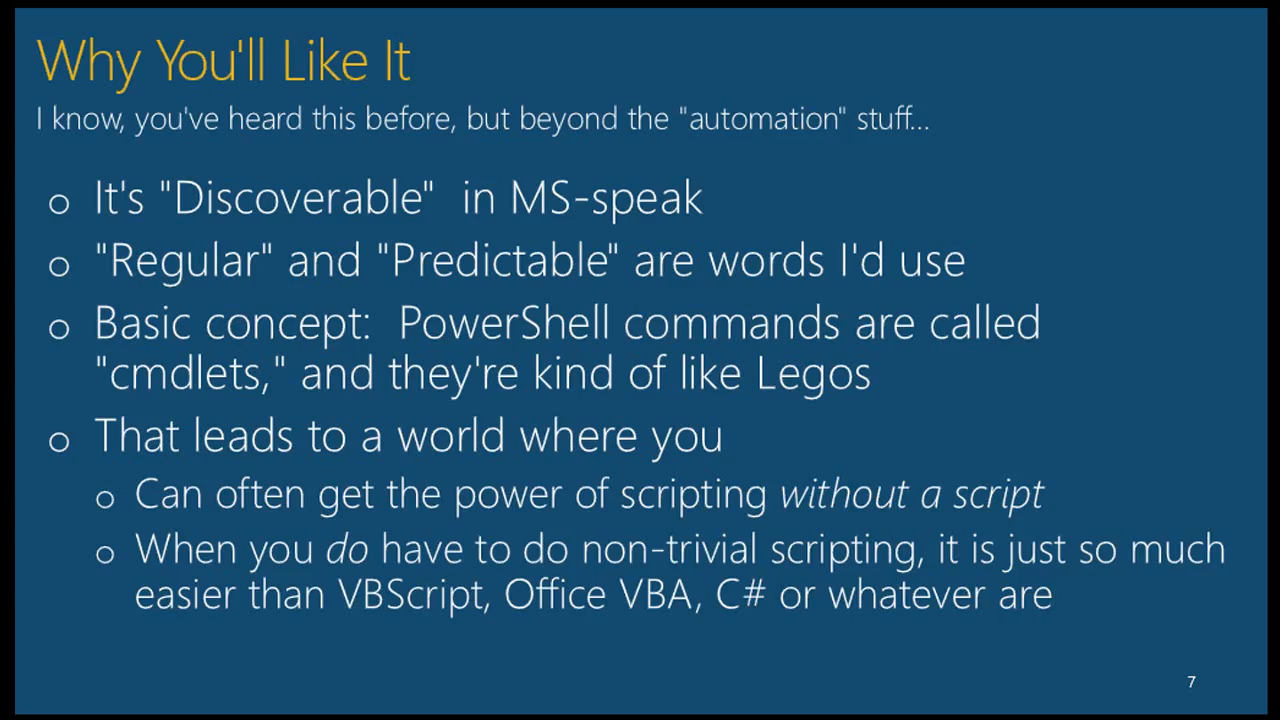 Why You'll Like It
I know, you've heard this before, but beyond the "automation" stuff...
o It's "Discoverable"  in MS-speak
o "Regular" and "Predictable" are words I'd use
o Basic concept:  PowerShell commands are called
"cmdlets," and they're kind of like Legos
o That leads to a world where you
o Can often get the power of scripting without a script
o When you do have to do non-trivial scripting, it is just so much
easier than VBScript, Office VBA, C# or whatever are
7